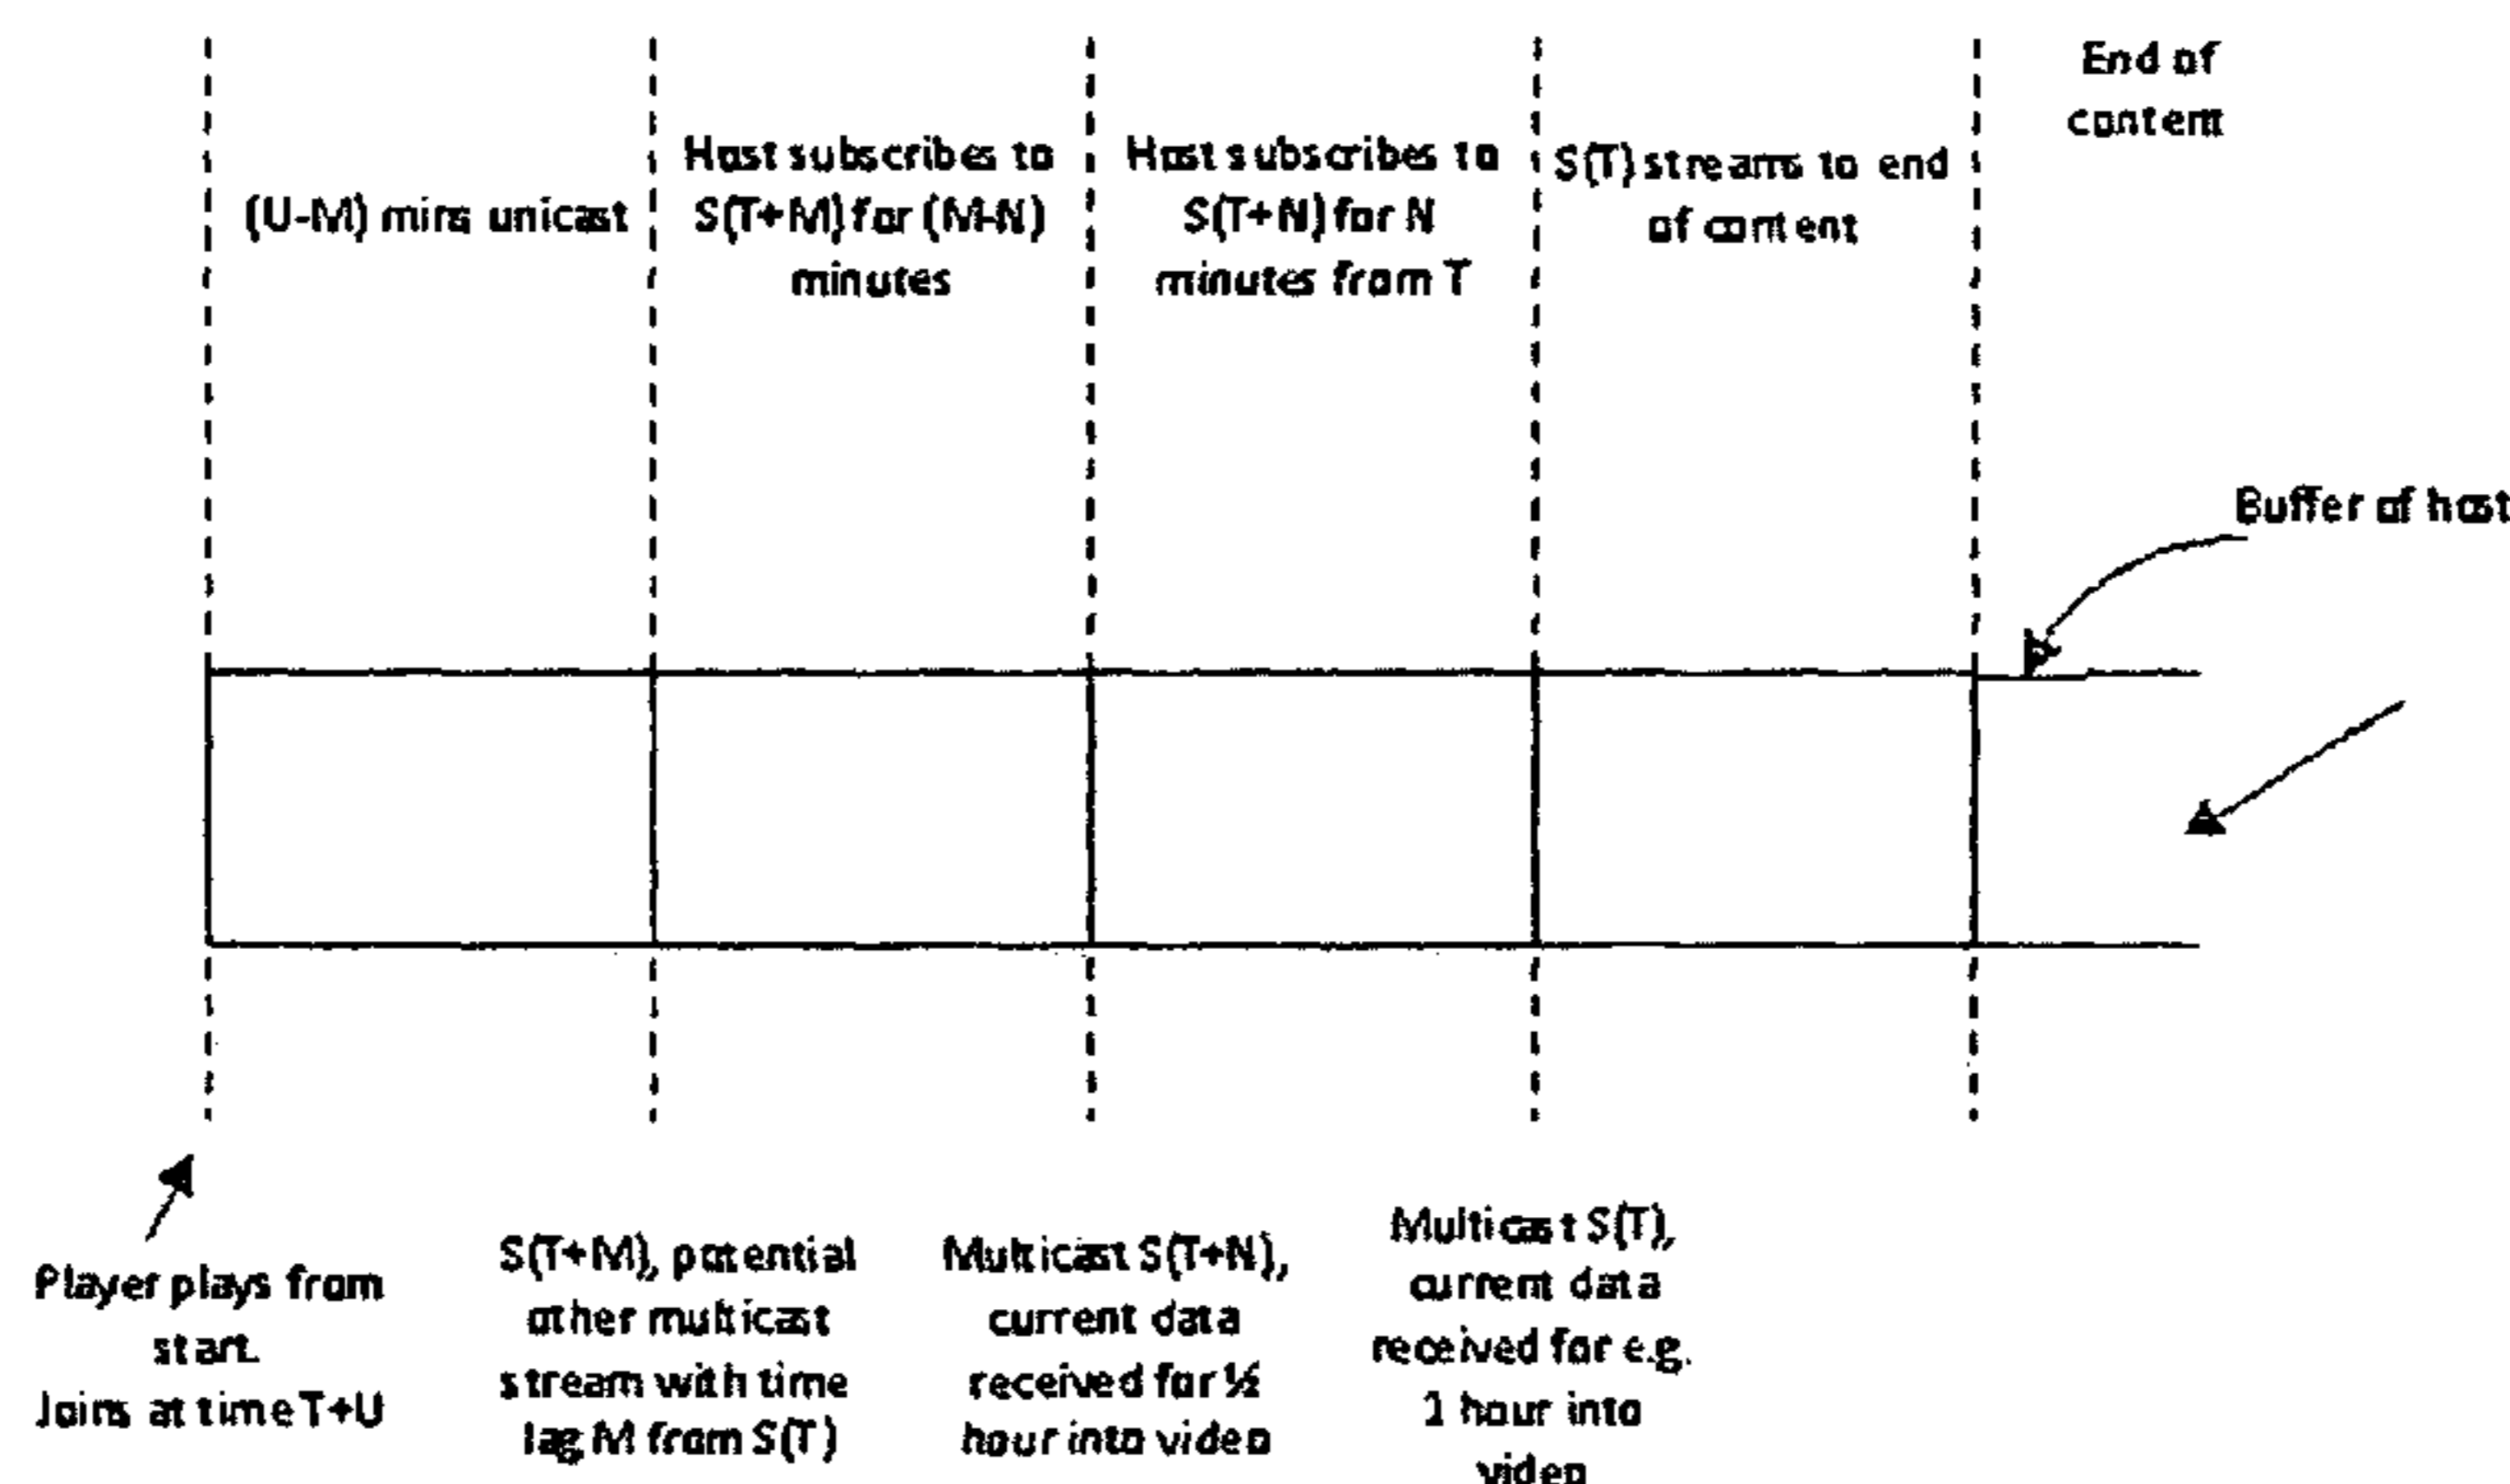 (U-M) mins unicast
Host subscribes to
S(T+M) for (M-N)
minutes
Host subscribes to
S(T+N) for N
minutes from T
S(T) streams to end
of content
End of
content
Buffer of host
Player plays from
start.
Joins at time T+U
S(T+M), potential
other multicast
stream with time
lag M from S(T)
Multicast S(T+N),
current data
received for ½
hour into video
Multicast S(T),
current data
received for e.g.
1 hour into
video